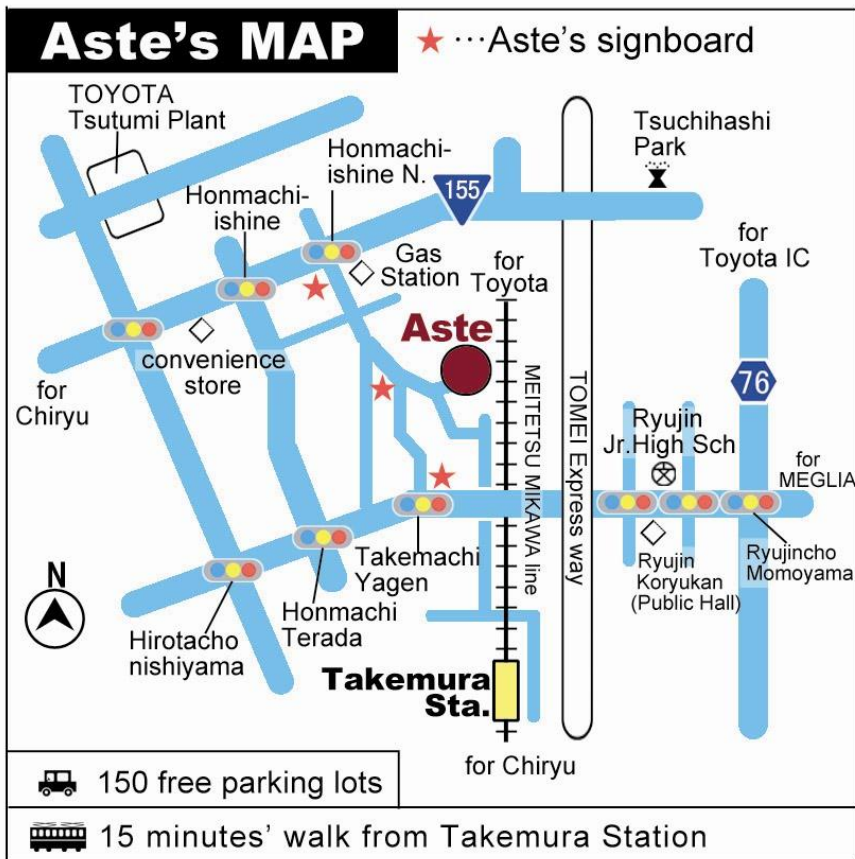 Aste's MAP
★ ⋯Aste's signboard
TOYOTA
Tsutumi Plant
Honmachi-
ishine N.
Honmachi-
ishine
155
Tsuchihashi
Park
Gas
Station
for
Toyota
for
Toyota IC
Aste
convenience
store
for
Chiryu
MEITETSU MIKAWA line
TOMEI Express way
76
Ryujin
Jr.High Sch
for
MEGLIA
Takemachi
Yagen
Ryujin
Koryukan
(Public Hall)
Ryujincho
Momoyama
N
Honmachi
Terada
Hirotacho
nishiyama
Takemura
Sta.
for Chiryu
150 free parking lots
15 minutes' walk from Takemura Station